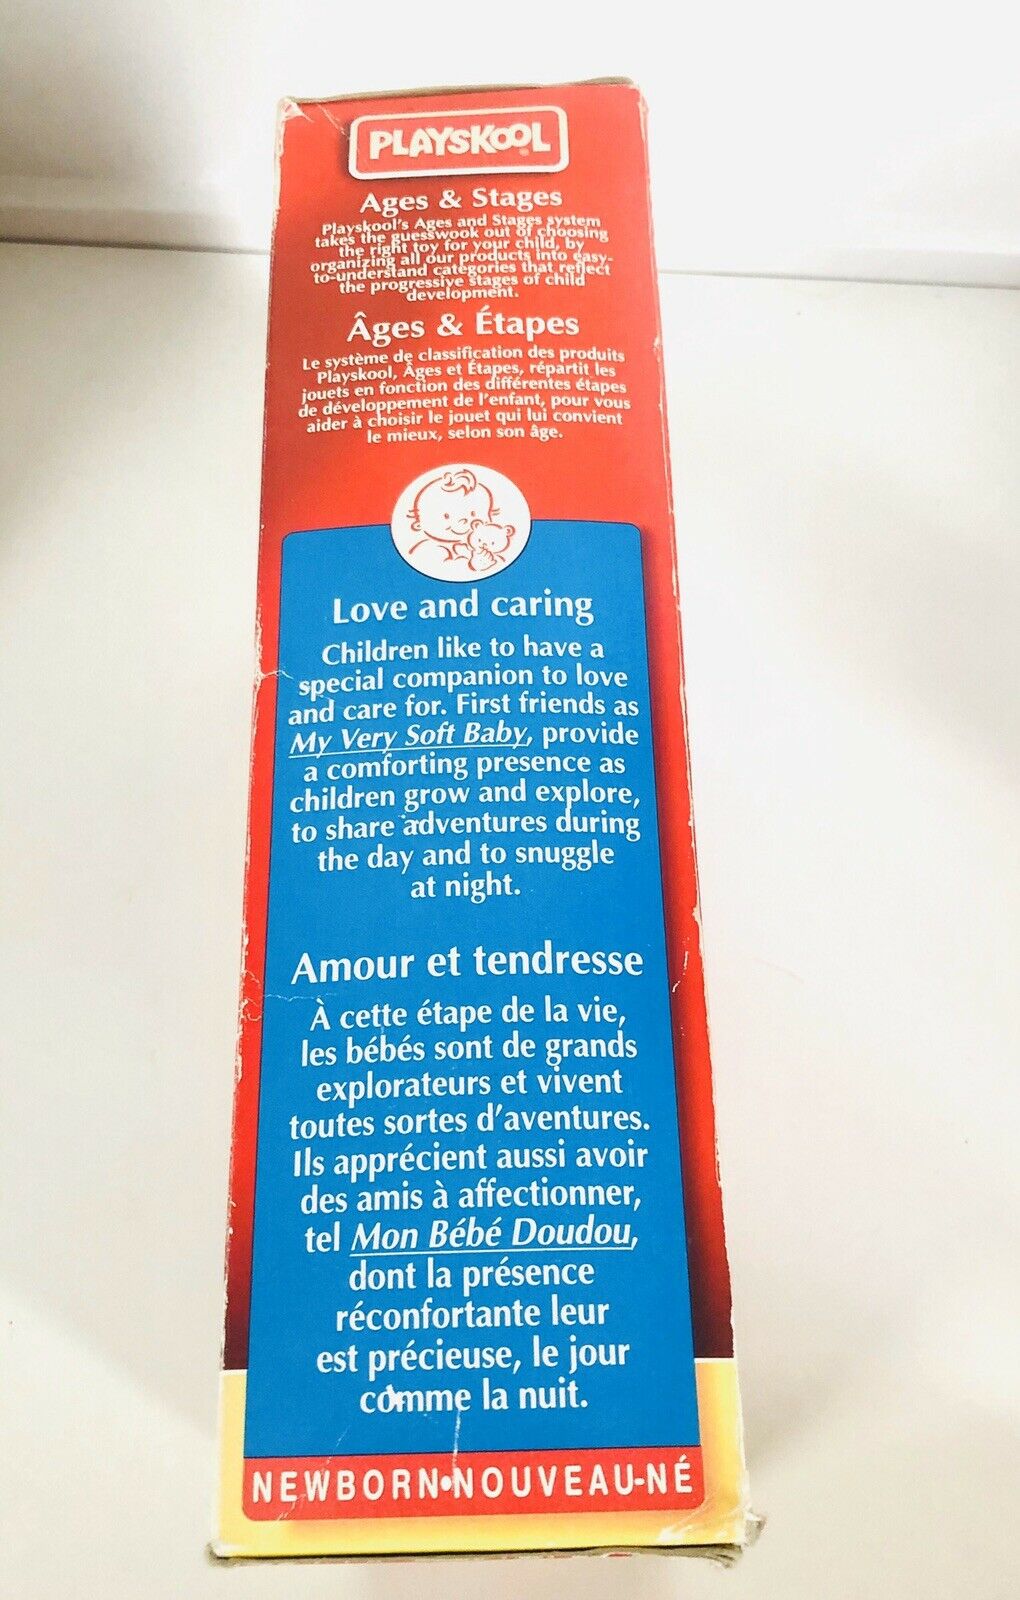 PLAYSKOOL
Ages & Stages
Playskool's Ages and Stages system
takes the guesswook out of choosing
the right toy for your child, by
organizing all our products into easy-
to-understand categories that reflect
the progressive stages of child
development.
Âges & Étapes
Le système de classification des produits
Playskool, Âges et Étapes, répartit les
jouets en fonction des différentes étapes
de développement de l'enfant, pour vous
aider à choisir le jouet qui lui convient
le mieux, selon son âge.
Love and caring
Children like to have a
special companion to love
and care for. First friends as
My Very Soft Baby, provide
a comforting presence as
children grow and explore,
to share adventures during
the day and to snuggle
at night.
Amour et tendresse
À cette étape de la vie,
les bébés sont de grands
explorateurs et vivent
toutes sortes d'aventures.
Ils apprécient aussi avoir
des amis à affectionner,
tel Mon Bébé Doudou,
dont la présence
réconfortante leur
est précieuse, le jour
comme la nuit.
NEWBORN•NOUVEAU-NÉ